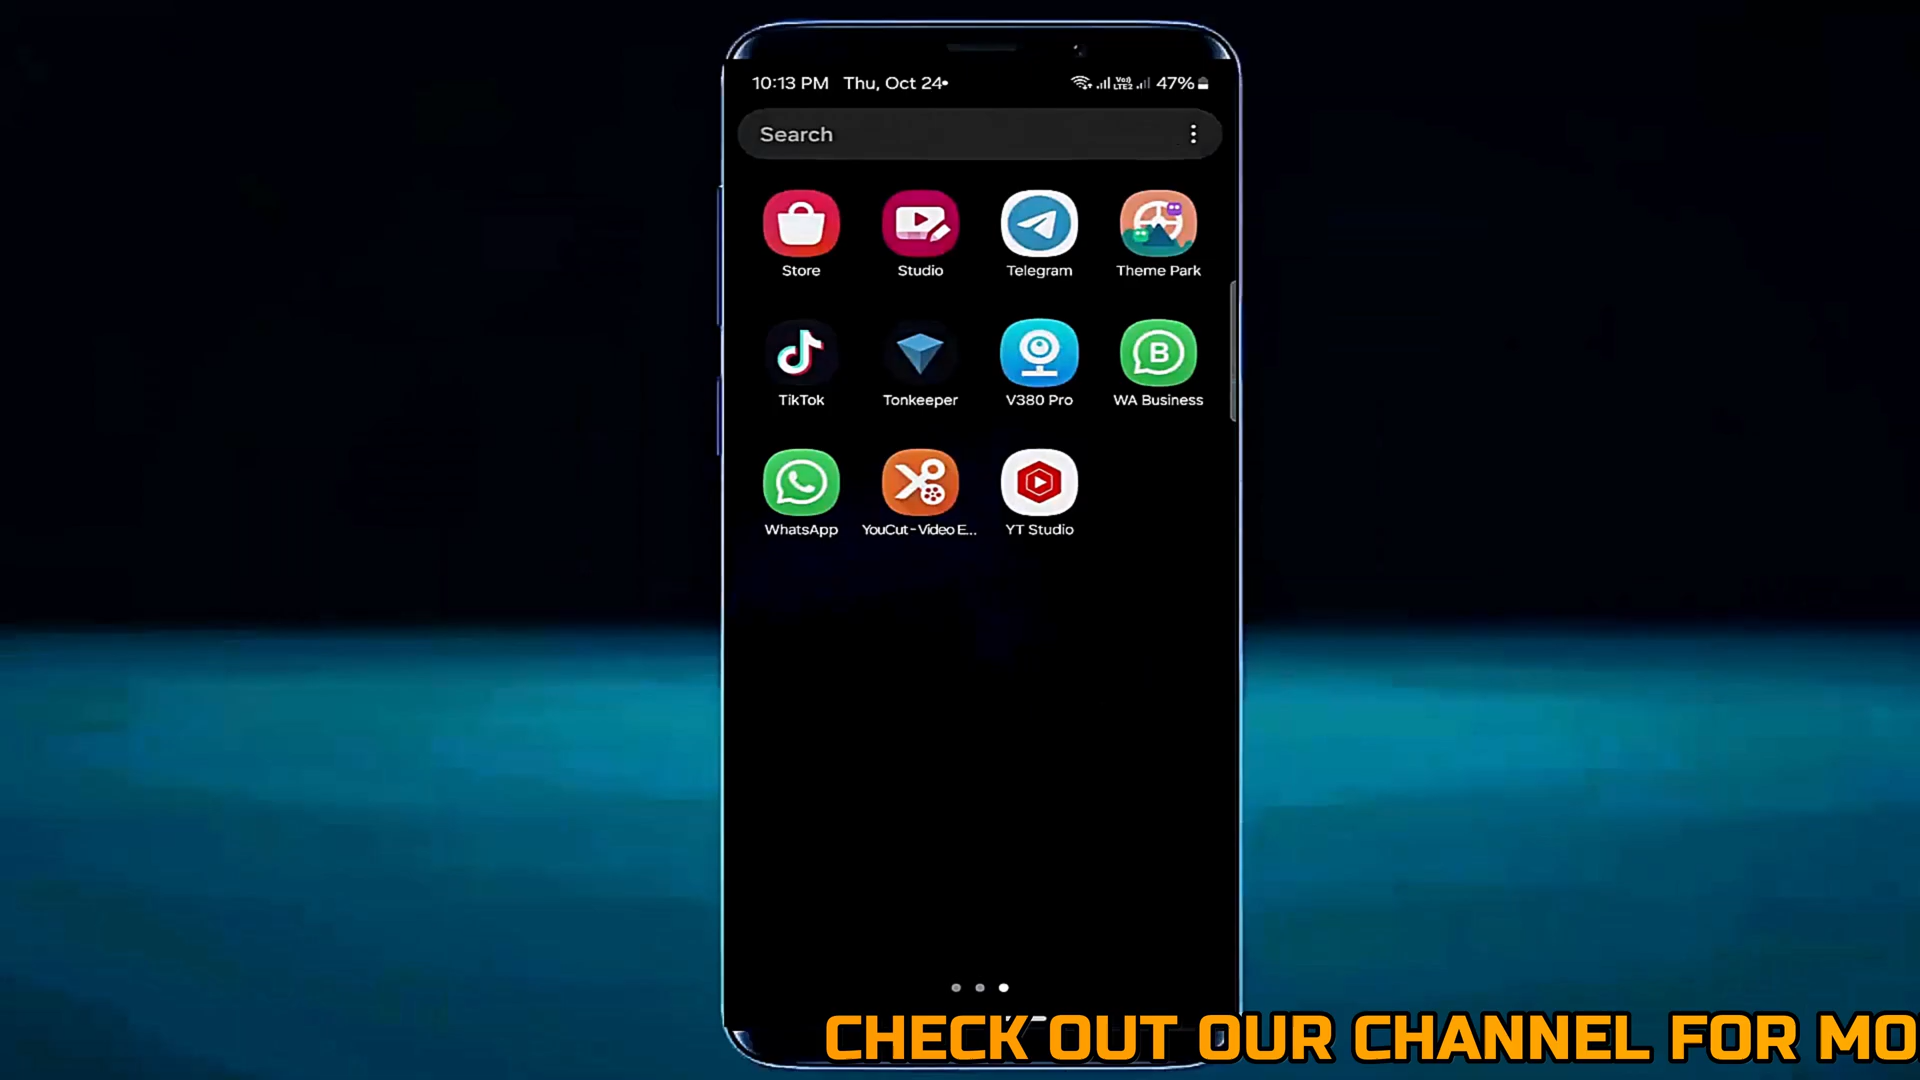 10:13 PM Thu, Oct 24• 47%
Search
Store Studio Telegram Theme Park
TikTok Tonkeeper V380 Pro WA Business
B
WhatsApp YouCut-Video E... YT Studio
CHECK OUT OUR CHANNEL FOR MO